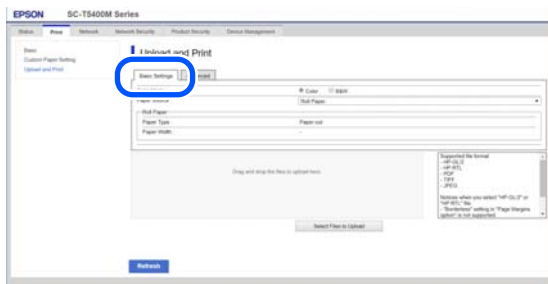 EPSON SC-T5400M Series
Status Print Network Network Security Product Security Device Management
Basic
Custom Paper Setting
Upload and Print
Upload and Print
Basic Settings
Color B&W
Roll Paper
Roll Paper
Paper Type Paper out
Paper Width -
Drag and drop the files to upload here.
Supported file format
- HP-GL/2
- HP-RTL
- PDF
- TIFF
- JPEG
Notices when you select "HP-GL/2" or
"HP-RTL" file.
- "Borderless" setting in "Page Margins
option" is not supported.
Select Files to Upload
Refresh